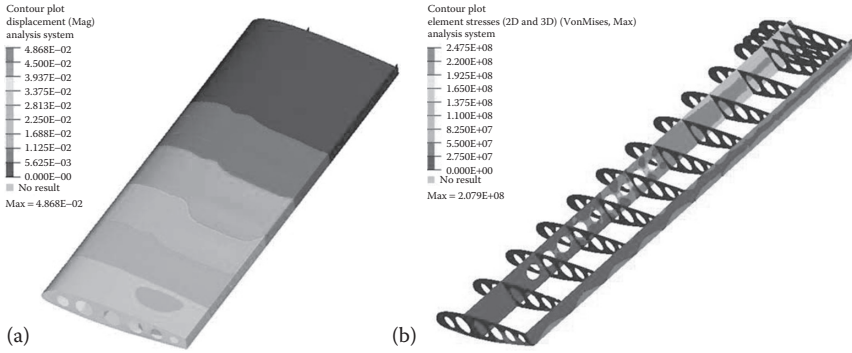 Contour plot
displacement (Mag)
analysis system
4.868E−02
4.500E−02
3.937E−02
3.375E−02
2.813E−02
2.250E−02
1.688E−02
1.125E−02
5.625E−03
0.000E−00
No result
Max = 4.868E−02
(a)
Contour plot
element stresses (2D and 3D) (VonMises, Max)
analysis system
2.475E+08
2.200E+08
1.925E+08
1.650E+08
1.375E+08
1.100E+08
8.250E+07
5.500E+07
2.750E+07
0.000E+00
No result
Max = 2.079E+08
(b)